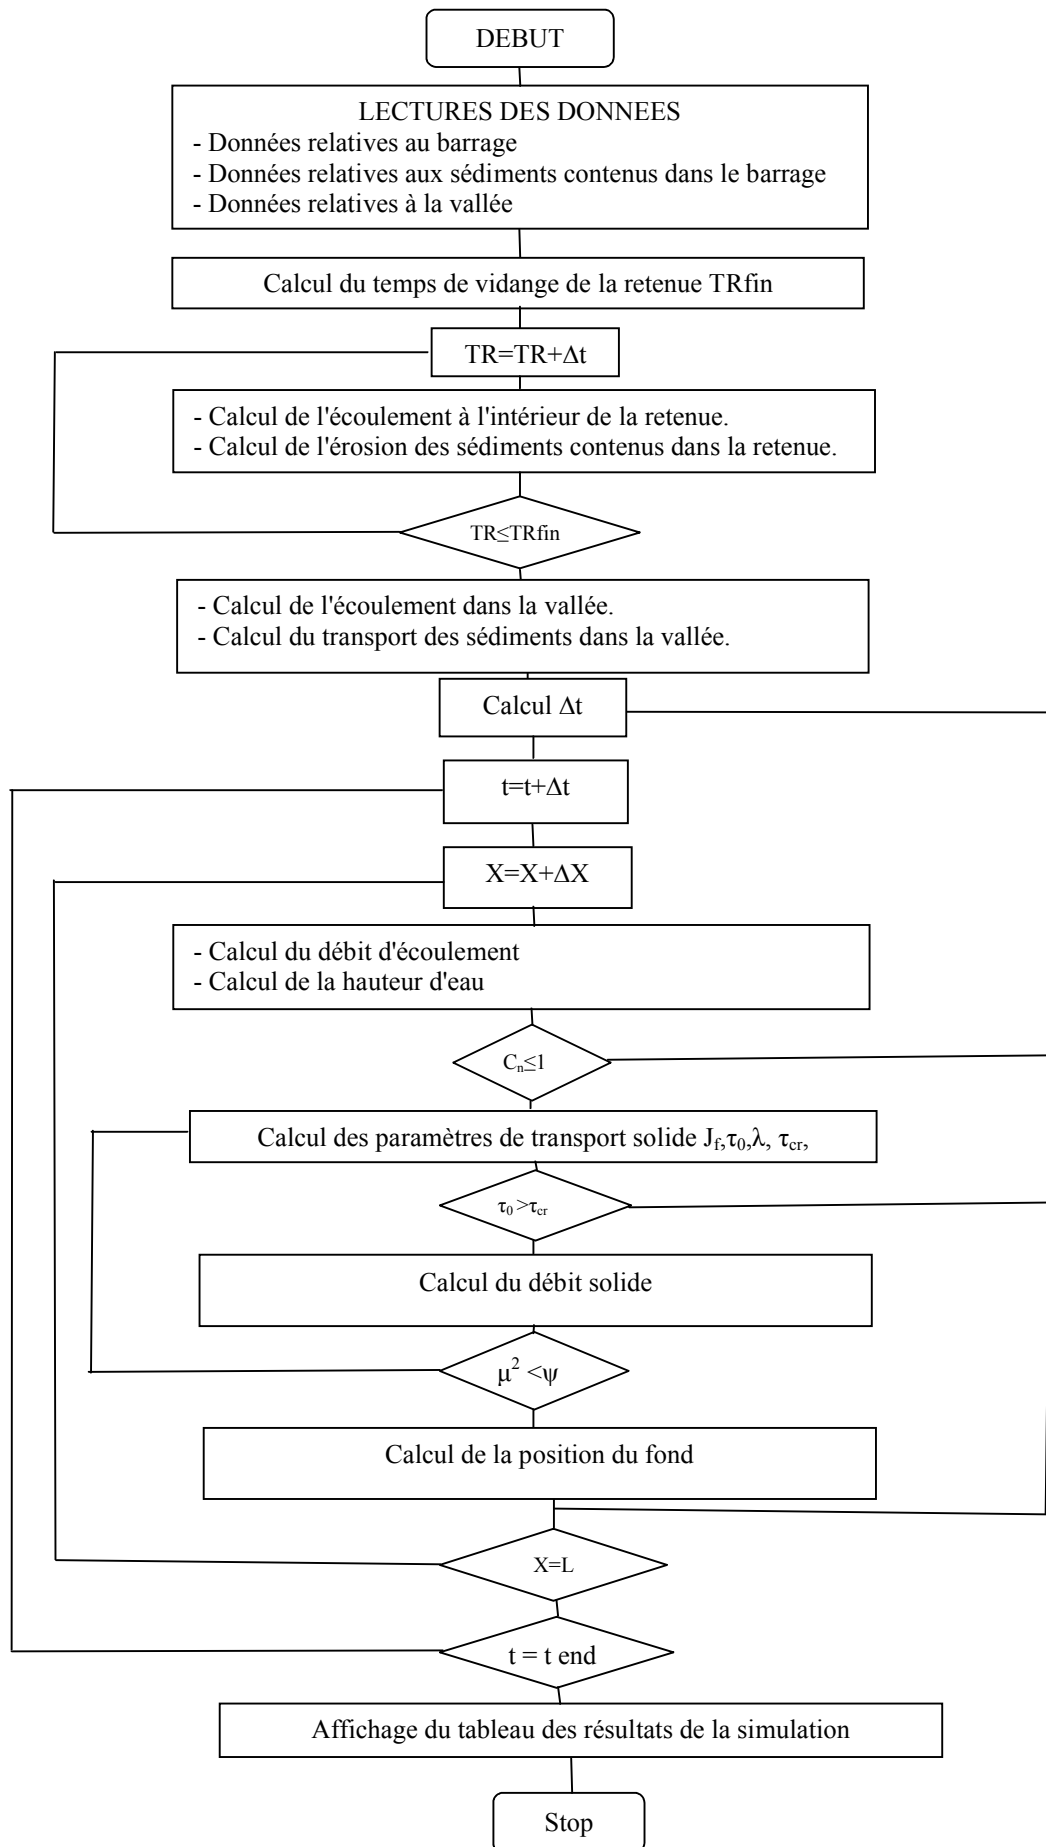 DEBUT
LECTURES DES DONNEES
- Données relatives au barrage
- Données relatives aux sédiments contenus dans le barrage
- Données relatives à la vallée
Calcul du temps de vidange de la retenue TRfin
TR=TR+Δt
- Calcul de l'écoulement à l'intérieur de la retenue.
- Calcul de l'érosion des sédiments contenus dans la retenue.
TR≤TRfin
- Calcul de l'écoulement dans la vallée.
- Calcul du transport des sédiments dans la vallée.
Calcul Δt
t=t+Δt
X=X+ΔX
- Calcul du débit d'écoulement
- Calcul de la hauteur d'eau
Cₙ≤1
Calcul des paramètres de transport solide J_f,τ₀,λ, τ_cr,
τ₀>τ_cr
Calcul du débit solide
μ² <ψ
Calcul de la position du fond
X=L
t = t end
Affichage du tableau des résultats de la simulation
Stop